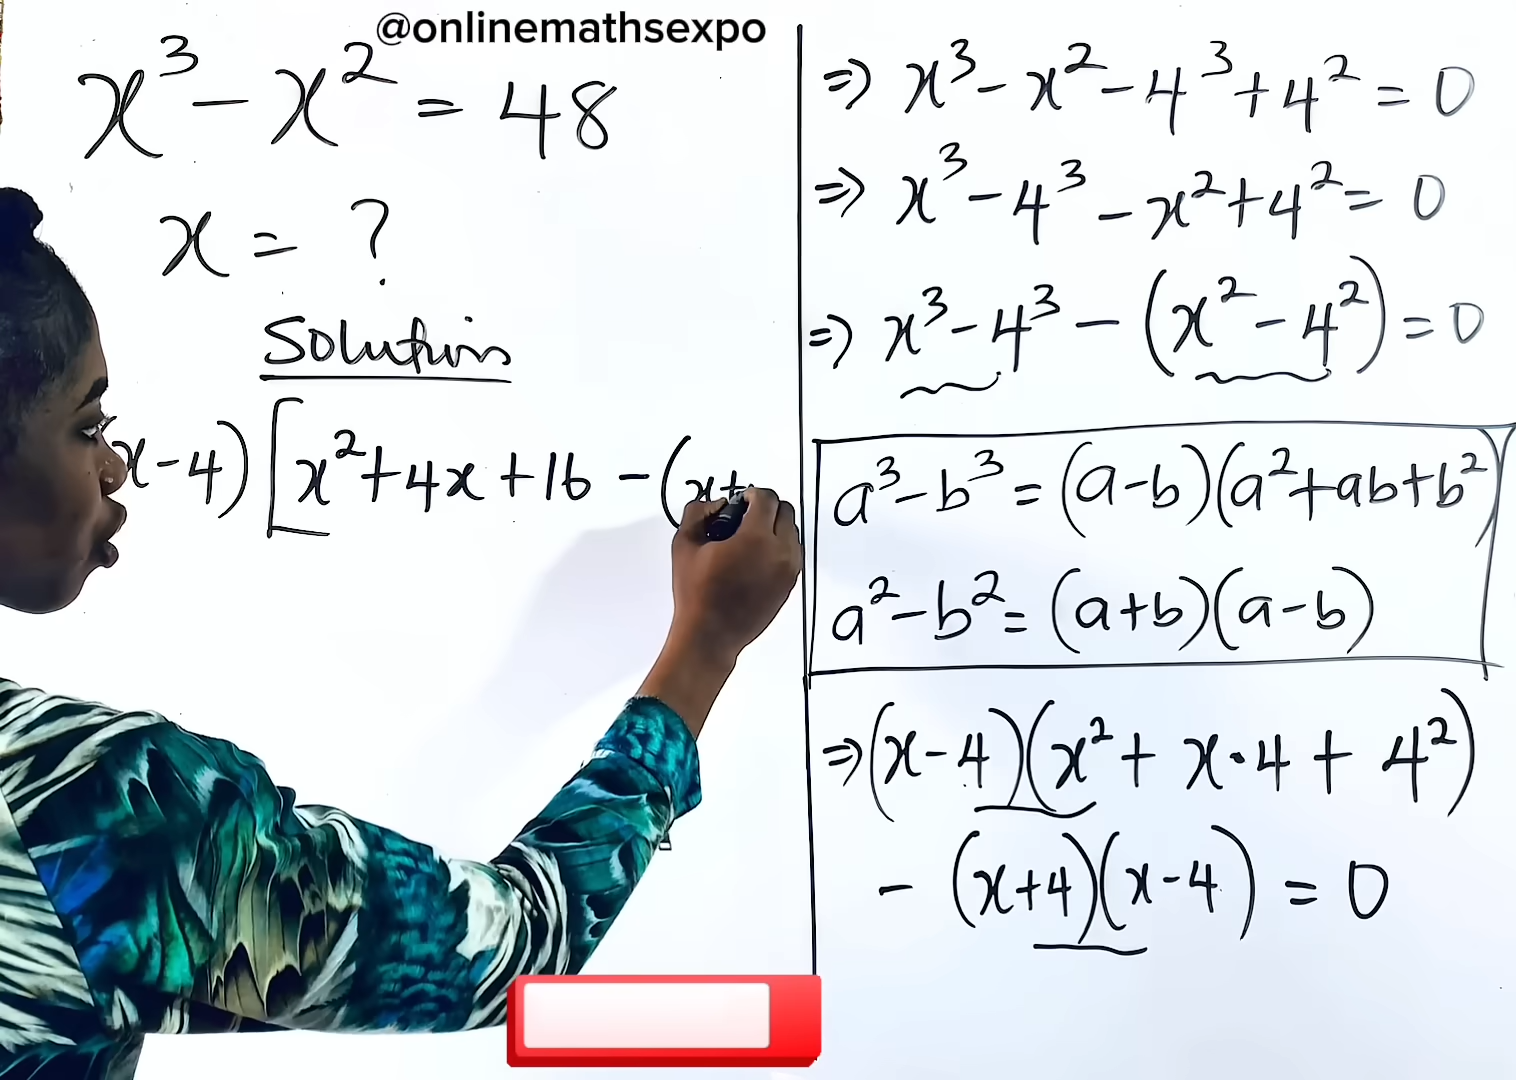 @onlinemathsexpo
x³ - x² = 48
x = ?
Solution
x-4) [x² + 4x + 16 - (x+
⇒ x³ - x² - 4³ + 4² = 0
⇒ x³ - 4³ - x² + 4² = 0
⇒ x³ - 4³ - (x² - 4²) = 0
a³ - b³ = (a-b)(a² + ab + b²)
a² - b² = (a+b)(a-b)
⇒ (x-4)(x² + x·4 + 4²)
- (x+4)(x-4) = 0